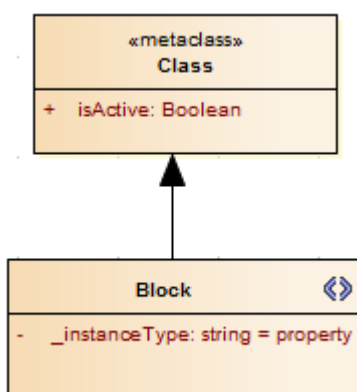 «metaclass»
Class
+ isActive: Boolean
Block
- _instanceType: string = property